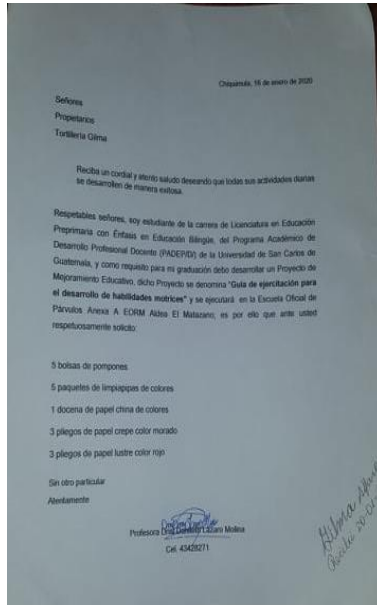 Chiquimula, 16 de enero de 2020
Señores
Propietarios
Tortillería Gilma
Reciba un cordial y atento saludo deseando que todas sus actividades diarias
se desarrollen de manera exitosa.
Respetables señores, soy estudiante de la carrera de Licenciatura en Educación
Preprimaria con Énfasis en Educación Bilingüe, del Programa Académico de
Desarrollo Profesional Docente (PADEP/D) de la Universidad de San Carlos de
Guatemala, y como requisito para mi graduación debo desarrollar un Proyecto de
Mejoramiento Educativo, dicho Proyecto se denomina "Guía de ejercitación para
el desarrollo de habilidades motrices" y se ejecutará en la Escuela Oficial de
Párvulos Anexa A EORM Aldea El Matazano, es por ello que ante usted
respetuosamente solicito:
5 bolsas de pompones
5 paquetes de limpiapipas de colores
1 docena de papel china de colores
3 pliegos de papel crepe color morado
3 pliegos de papel lustre color rojo
Sin otro particular
Atentamente
Profesora Lázaro Molina
Cel. 43428271
Gilma
Recibí